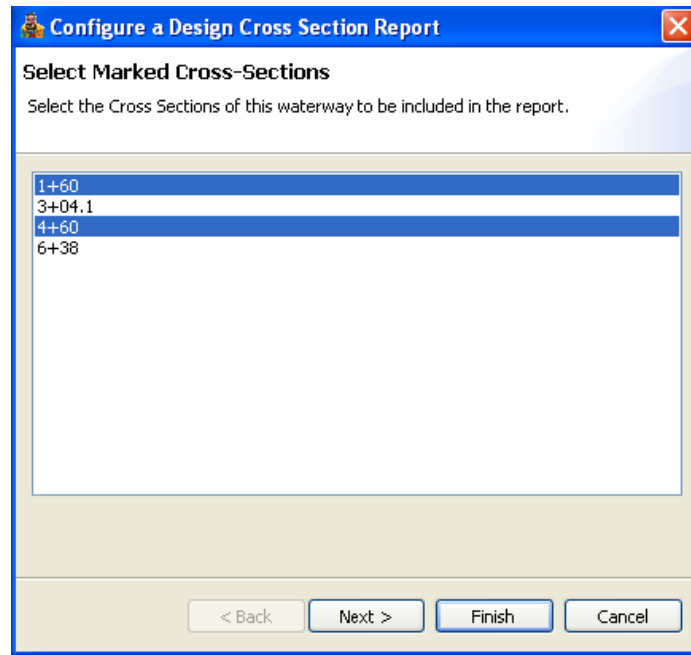 Configure a Design Cross Section Report
Select Marked Cross-Sections
Select the Cross Sections of this waterway to be included in the report.
1+60
3+04.1
4+60
6+38
< Back Next > Finish Cancel